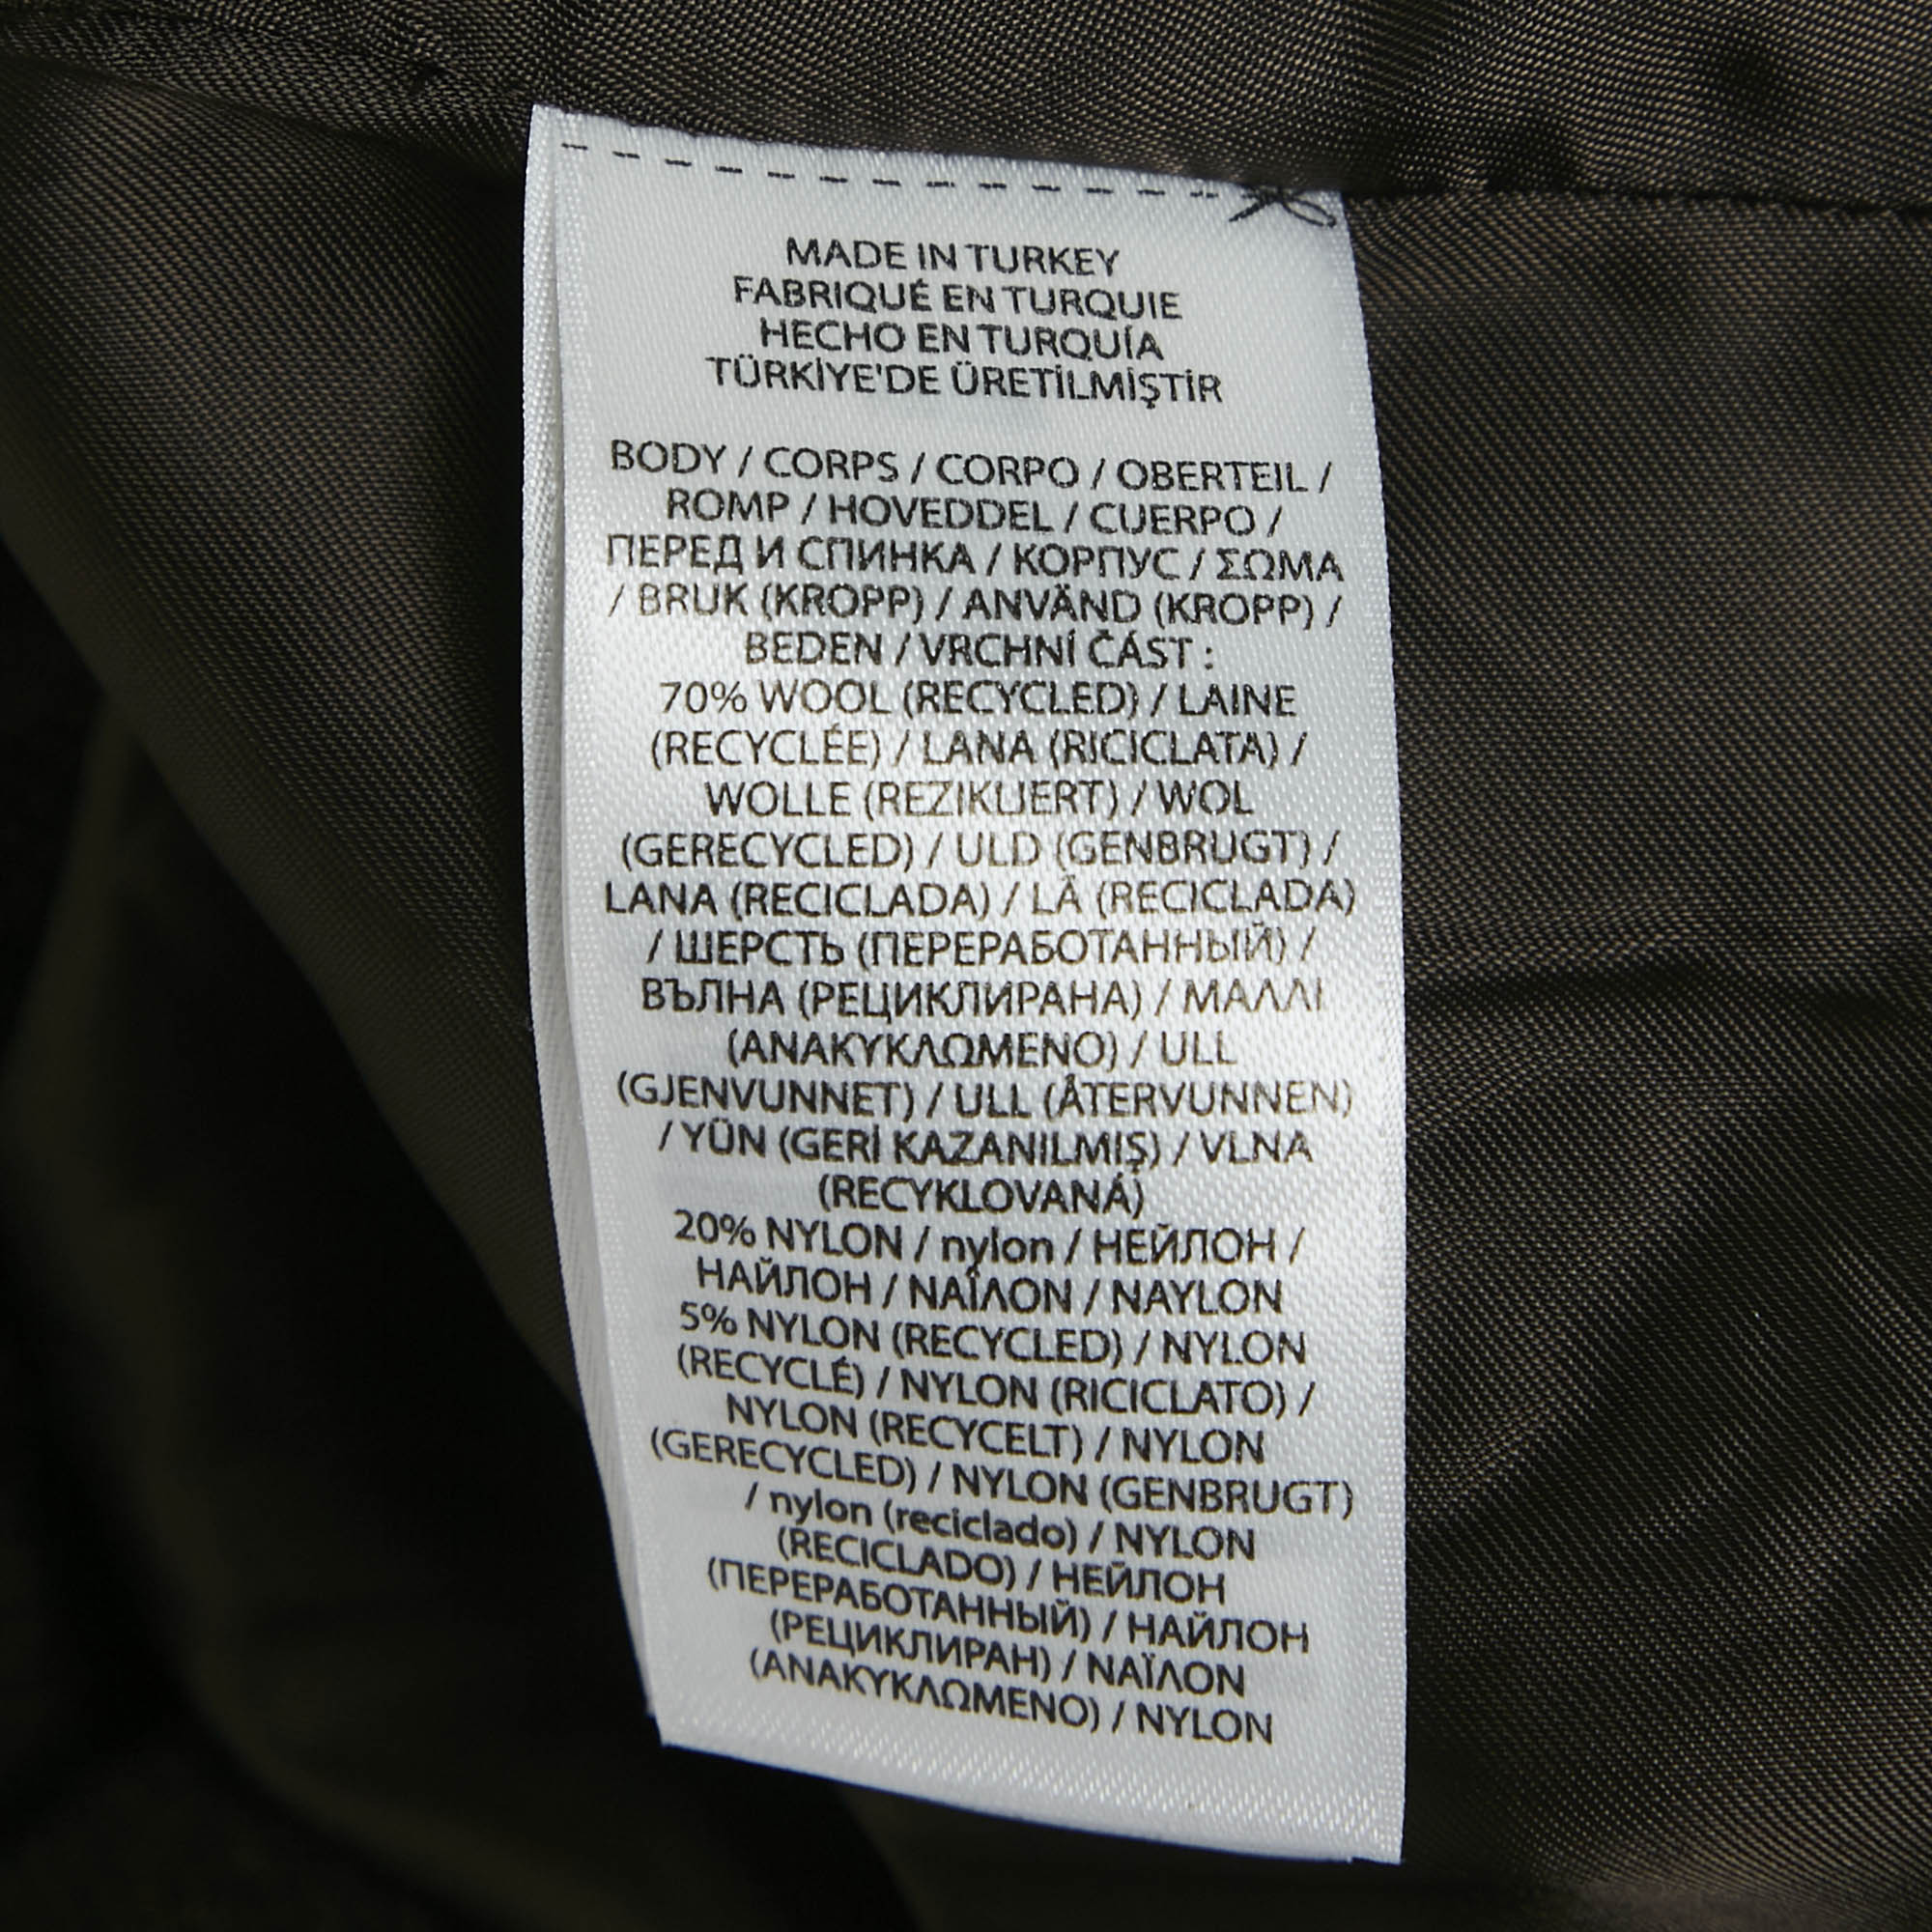 MADE IN TURKEY
FABRIQUÉ EN TURQUIE
HECHO EN TURQUÍA
TÜRKİYE'DE ÜRETİLMİŞTİR
BODY / CORPS / CORPO / OBERTEIL /
ROMP / HOVEDDEL / CUERPO /
ПЕРЕД И СПИНКА / КОРПУС / ΣΩΜΑ
/ BRUK (KROPP) / ANVÄND (KROPP) /
BEDEN / VRCHNÍ ČÁST :
70% WOOL (RECYCLED) / LAINE
(RECYCLÉE) / LANA (RICICLATA) /
WOLLE (REZIKLIERT) / WOL
(GERECYCLED) / ULD (GENBRUGT) /
LANA (RECICLADA) / LÃ (RECICLADA)
/ ШЕРСТЬ (ПЕРЕРАБОТАННЫЙ) /
ВЪЛНА (РЕЦИКЛИРАНА) / ΜΑΛΛΙ
(ΑΝΑΚΥΚΛΩΜΕΝΟ) / ULL
(GJENVUNNET) / ULL (ÅTERVUNNEN)
/ YÜN (GERİ KAZANILMIŞ) / VLNA
(RECYKLOVANÁ)
20% NYLON / nylon / НЕЙЛОН /
НАЙЛОН / ΝΑΪΛΟΝ / NAYLON
5% NYLON (RECYCLED) / NYLON
(RECYCLÉ) / NYLON (RICICLATO) /
NYLON (RECYCELT) / NYLON
(GERECYCLED) / NYLON (GENBRUGT)
/ nylon (reciclado) / NYLON
(RECICLADO) / НЕЙЛОН
(ПЕРЕРАБОТАННЫЙ) / НАЙЛОН
(РЕЦИКЛИРАН) / ΝΑΪΛΟΝ
(ΑΝΑΚΥΚΛΩΜΕΝΟ) / NYLON